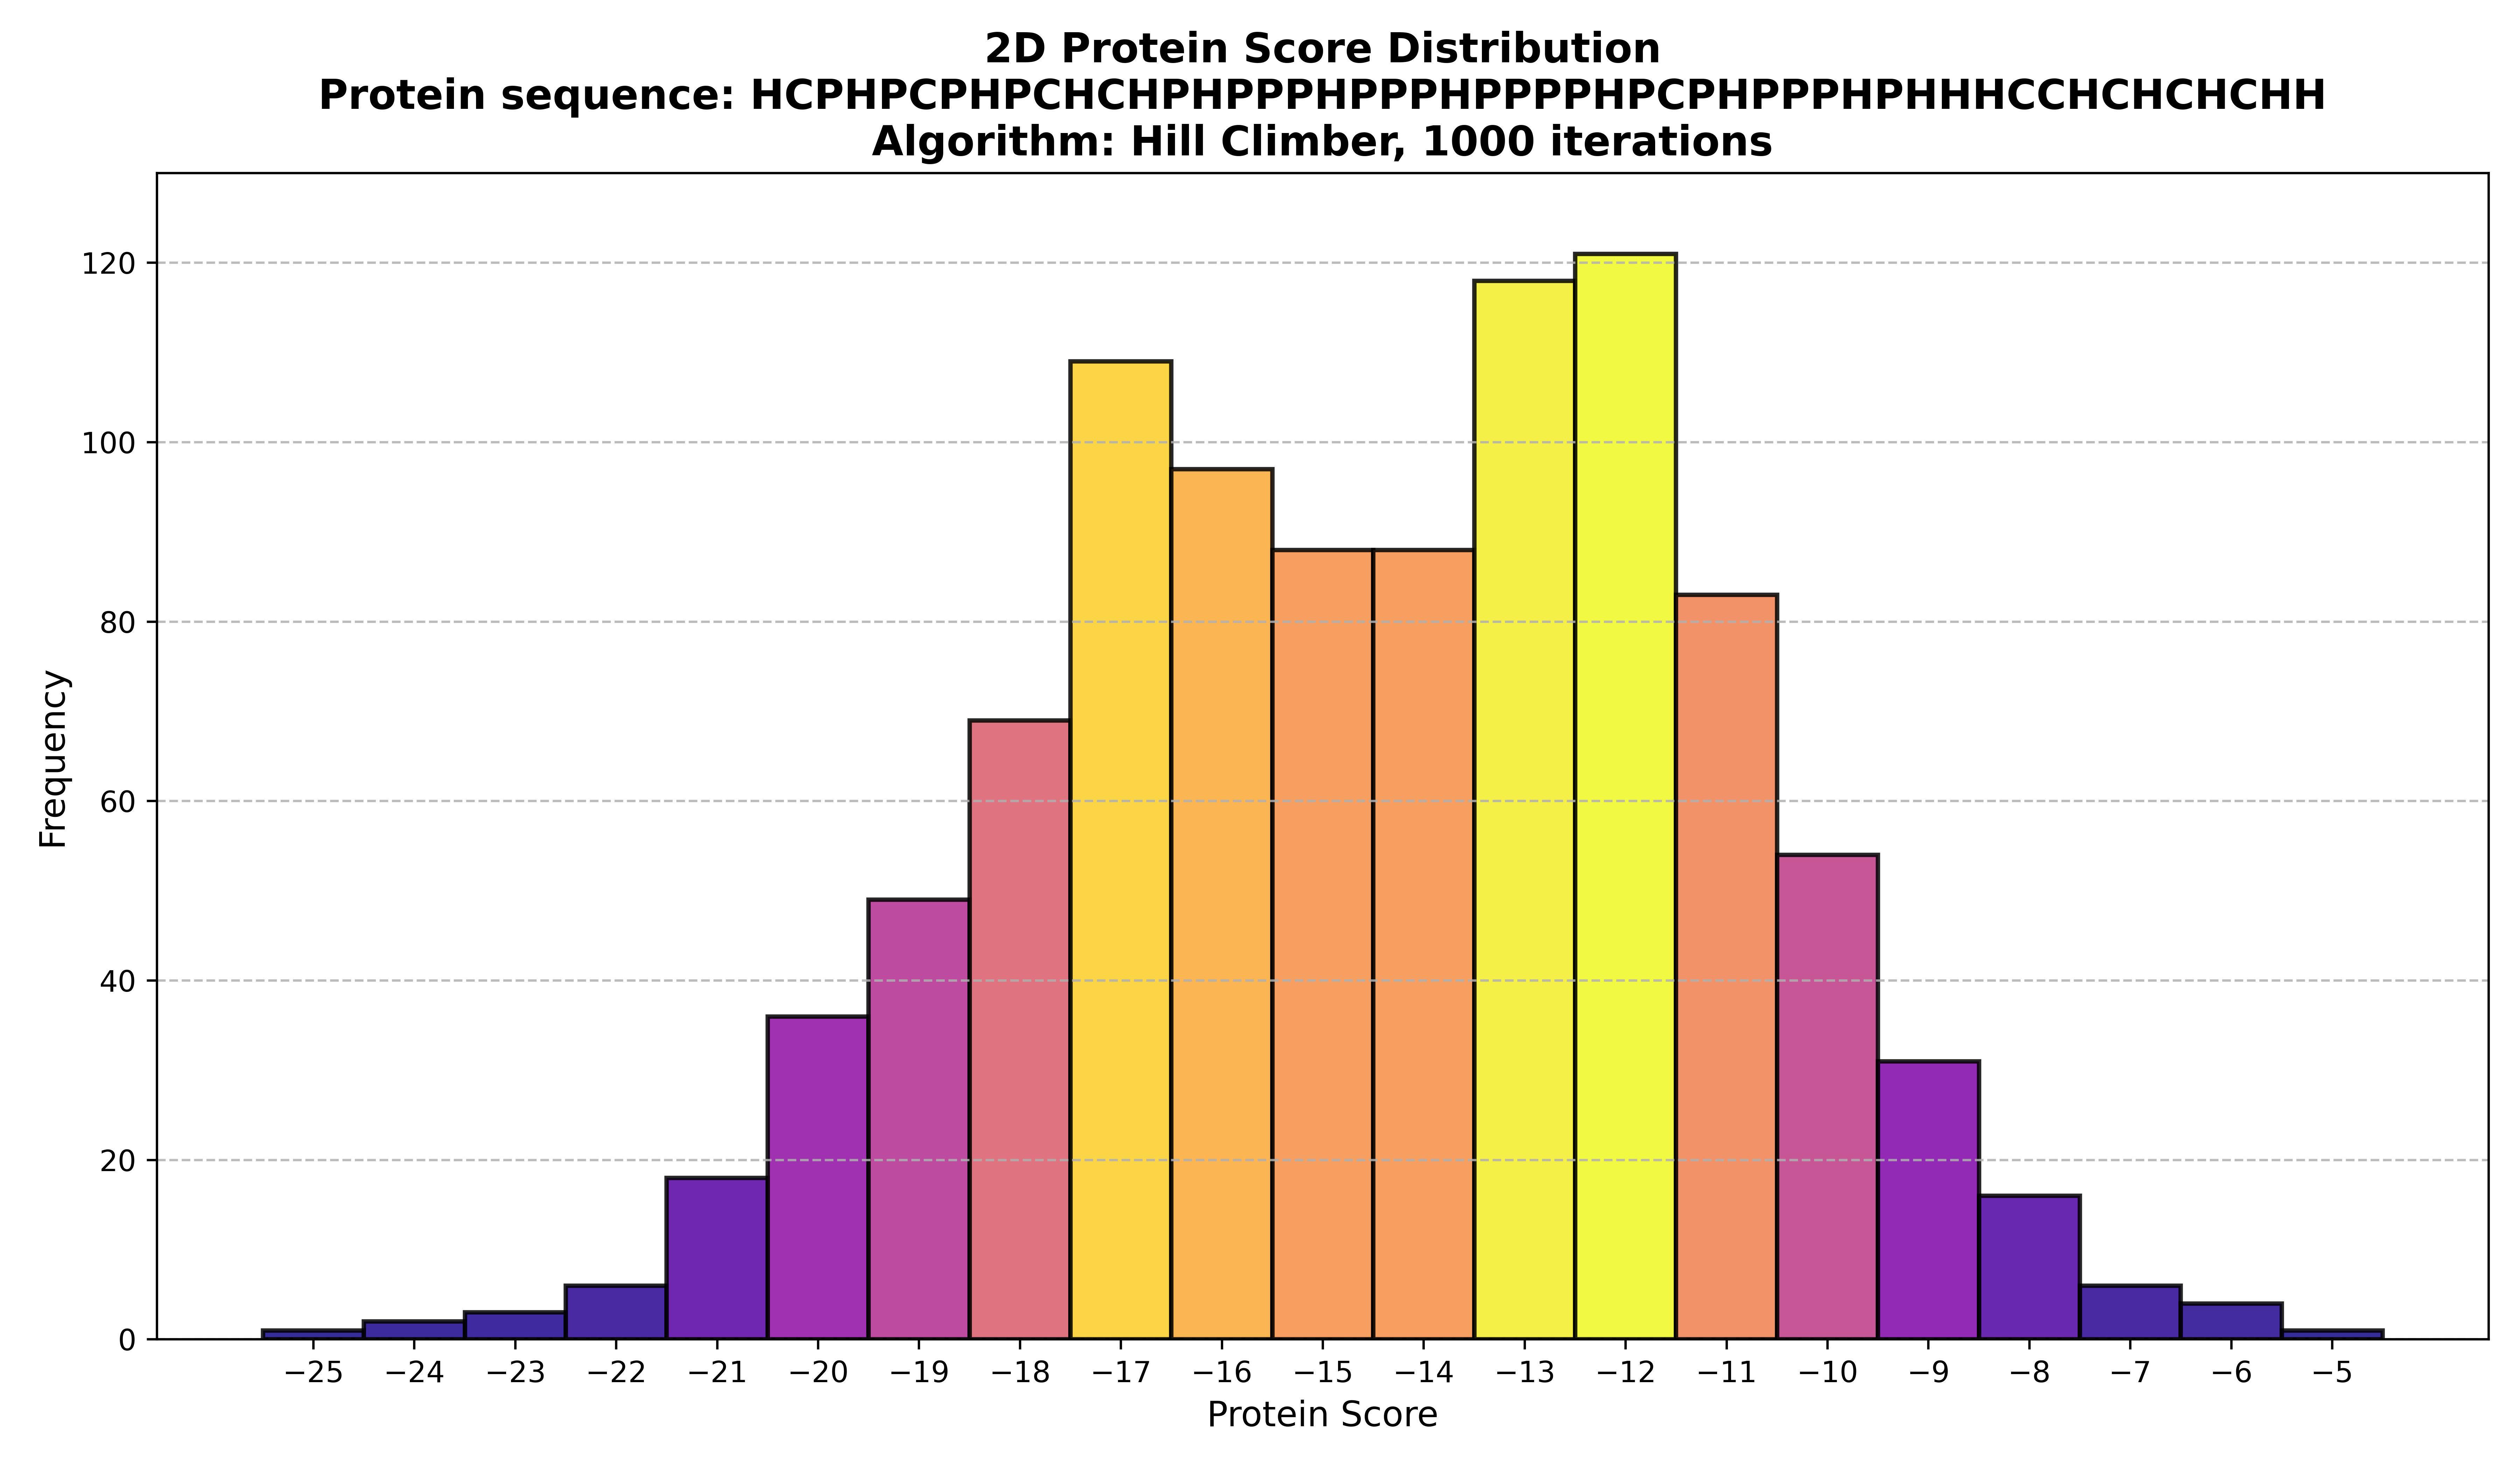 2D Protein Score Distribution
Protein sequence: HCPHPCPHPCHCHPHPPPHPPPHPPPPHPCPHPPPHPHHHCCHCHCHCHH
Algorithm: Hill Climber, 1000 iterations
120
100
80
60
40
20
0
Frequency
−25 −24 −23 −22 −21 −20 −19 −18 −17 −16 −15 −14 −13 −12 −11 −10 −9 −8 −7 −6 −5
Protein Score